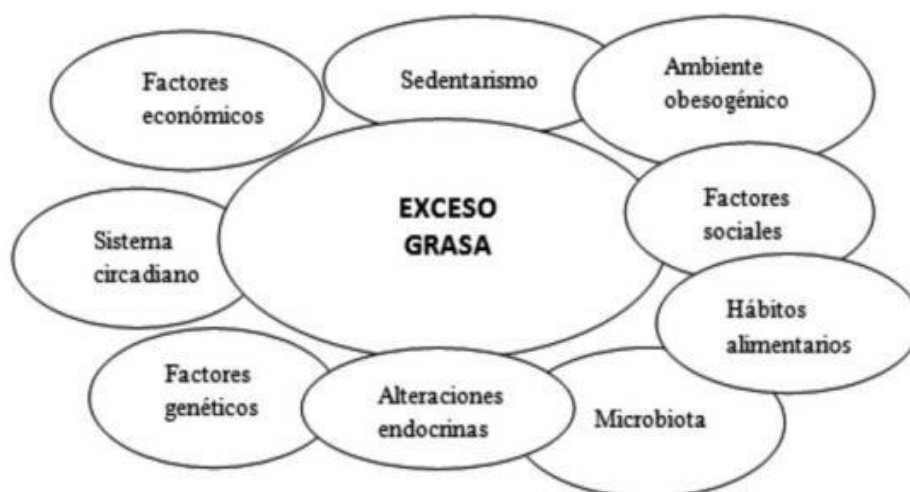 Factores
económicos
Sedentarismo
Ambiente
obesogénico
EXCESO
GRASA
Factores
sociales
Sistema
circadiano
Hábitos
alimentarios
Factores
genéticos
Alteraciones
endocrinas
Microbiota